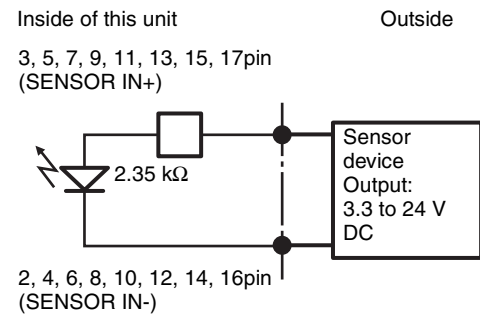 Inside of this unit
Outside
3, 5, 7, 9, 11, 13, 15, 17pin
(SENSOR IN+)
2.35 kΩ
Sensor
device
Output:
3.3 to 24 V
DC
2, 4, 6, 8, 10, 12, 14, 16pin
(SENSOR IN-)